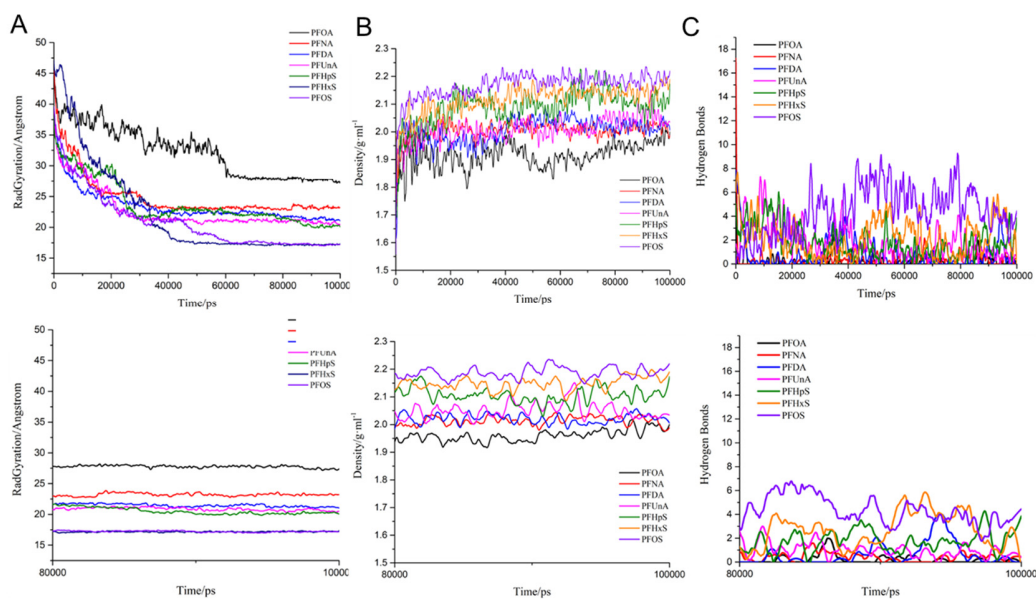 A
RadGyration/Angstrom
50
45
40
35
30
25
20
15
0
20000
40000
60000
80000
10000
Time/ps
PFOA
PFNA
PFDA
PFUnA
PFHpS
PFHxS
PFOS
B
Density/g·ml⁻¹
2.3
2.2
2.1
2.0
1.9
1.8
1.7
1.6
1.5
0
20000
40000
60000
80000
100000
Time/ps
PFOA
PFNA
PFDA
PFUnA
PFHpS
PFHxS
PFOS
C
Hydrogen Bonds
18
16
14
12
10
8
6
4
2
0
0
20000
40000
60000
80000
100000
Time/ps
PFOA
PFNA
PFDA
PFUnA
PFHpS
PFHxS
PFOS
RadGyration/Angstrom
50
45
40
35
30
25
20
15
80000
10000
Time/ps
PFUnA
PFHpS
PFHxS
PFOS
Density/g·ml⁻¹
2.3
2.2
2.1
2.0
1.9
1.8
1.7
1.6
1.5
80000
100000
Time/ps
PFOA
PFNA
PFDA
PFUnA
PFHpS
PFHxS
PFOS
Hydrogen Bonds
18
16
14
12
10
8
6
4
2
0
80000
100000
Time/ps
PFOA
PFNA
PFDA
PFUnA
PFHpS
PFHxS
PFOS